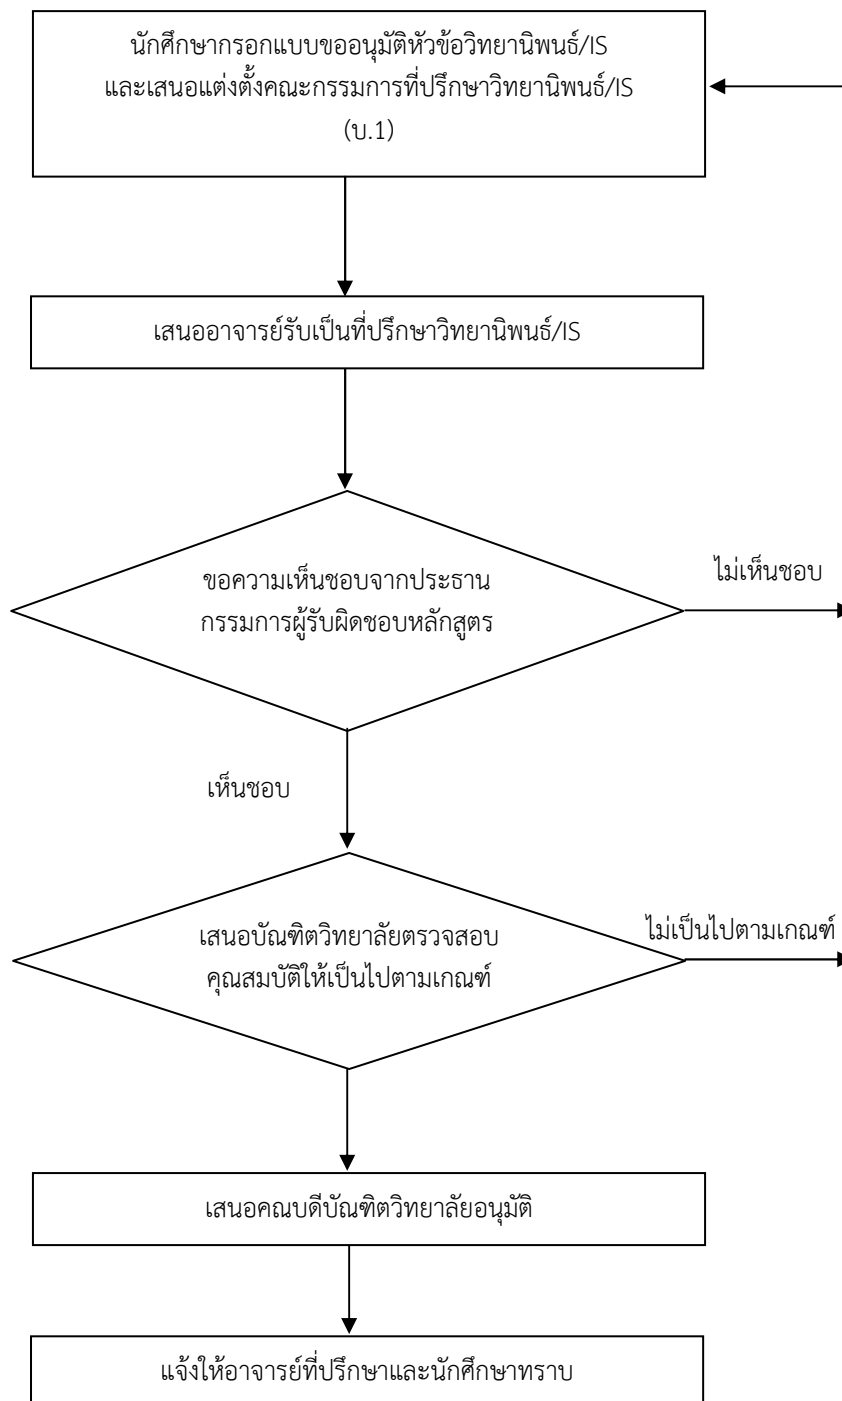 นักศึกษากรอกแบบขออนุมัติหัวข้อวิทยานิพนธ์/IS
และเสนอแต่งตั้งคณะกรรมการที่ปรึกษาวิทยานิพนธ์/IS
(บ.1)
เสนออาจารย์รับเป็นที่ปรึกษาวิทยานิพนธ์/IS
ขอความเห็นชอบจากประธาน
กรรมการผู้รับผิดชอบหลักสูตร
ไม่เห็นชอบ
เห็นชอบ
เสนอบัณฑิตวิทยาลัยตรวจสอบ
คุณสมบัติให้เป็นไปตามเกณฑ์
ไม่เป็นไปตามเกณฑ์
เสนอคณบดีบัณฑิตวิทยาลัยอนุมัติ
แจ้งให้อาจารย์ที่ปรึกษาและนักศึกษาทราบ